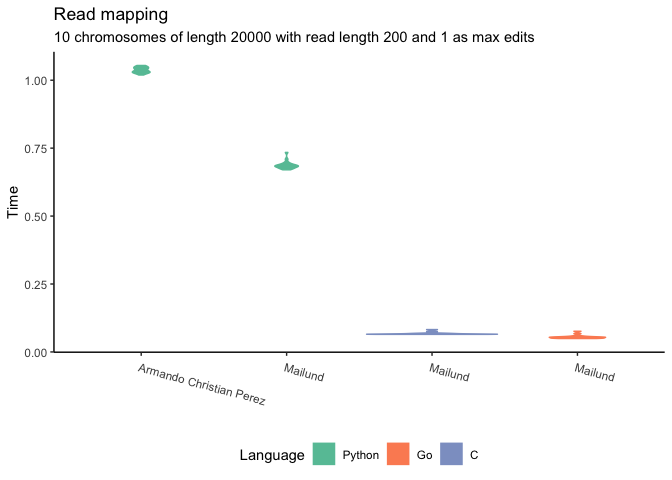 Read mapping
10 chromosomes of length 20000 with read length 200 and 1 as max edits
Time
1.00
0.75
0.50
0.25
0.00
Armando Christian Perez
Mailund
Mailund
Mailund
Language Python Go C